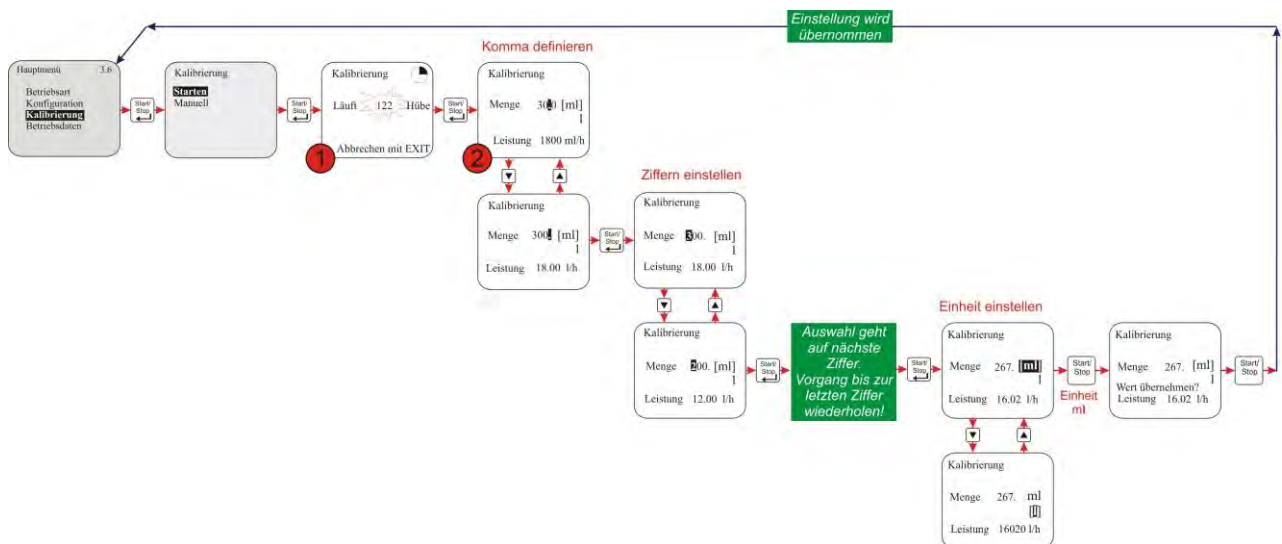 Einstellung wird
übernommen
Komma definieren
Hauptmenü 3.6
Betriebsart
Konfiguration
Kalibrierung
Betriebsdaten
Start/
Stop
Kalibrierung
Starten
Manuell
Start/
Stop
Kalibrierung
Läuft 122 Hübe
Abbrechen mit EXIT
1
Start/
Stop
Kalibrierung
Menge [ml]
l
Leistung 1800 ml/h
2
Kalibrierung
Menge 300. [ml]
l
Leistung 18.00 l/h
Start/
Stop
Ziffern einstellen
Kalibrierung
Menge 300. [ml]
l
Leistung 18.00 l/h
Kalibrierung
Menge 200. [ml]
l
Leistung 12.00 l/h
Start/
Stop
Auswahl geht
auf nächste
Ziffer.
Vorgang bis zur
letzten Ziffer
wiederholen!
Start/
Stop
Einheit einstellen
Kalibrierung
Menge 267. [ml]
l
Leistung 16.02 l/h
Start/
Stop
Einheit
ml
Kalibrierung
Menge 267. [ml]
l
Wert übernehmen?
Leistung 16.02 l/h
Start/
Stop
Kalibrierung
Menge 267. ml
[l]
Leistung 16020 l/h